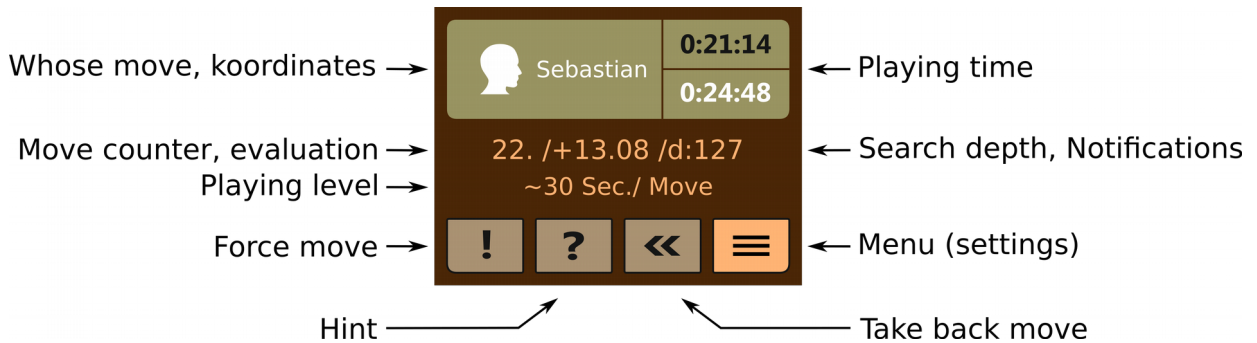 Whose move, koordinates
Sebastian
0:21:14
0:24:48
Playing time
Move counter, evaluation
22. /+13.08 /d:127
Search depth, Notifications
Playing level
~30 Sec./ Move
Force move
!
?
«
≡
Menu (settings)
Hint
Take back move